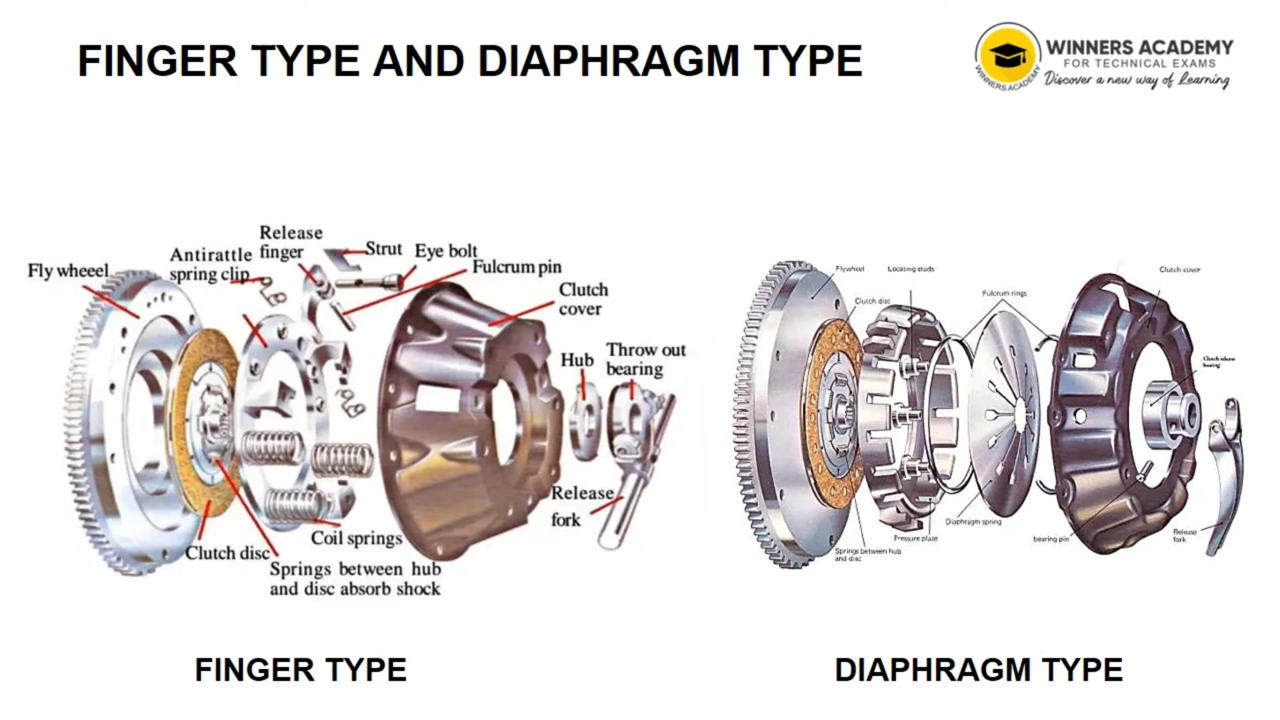 FINGER TYPE AND DIAPHRAGM TYPE
WINNERS ACADEMY
FOR TECHNICAL EXAMS
Discover a new way of Learning
WINNERS ACADEMY
Release
finger
Antirattle
spring clip
Strut
Eye bolt
Fulcrum pin
Fly wheeel
Clutch
cover
Hub
Throw out
bearing
Release
fork
Coil springs
Clutch disc
Springs between hub
and disc absorb shock
Flywheel
Locating studs
Clutch cover
Clutch disc
Fulcrum rings
Clutch release
bearing
Diaphragm spring
Pressure plate
bearing pin
Release
fork
Springs between hub
and disc
FINGER TYPE
DIAPHRAGM TYPE